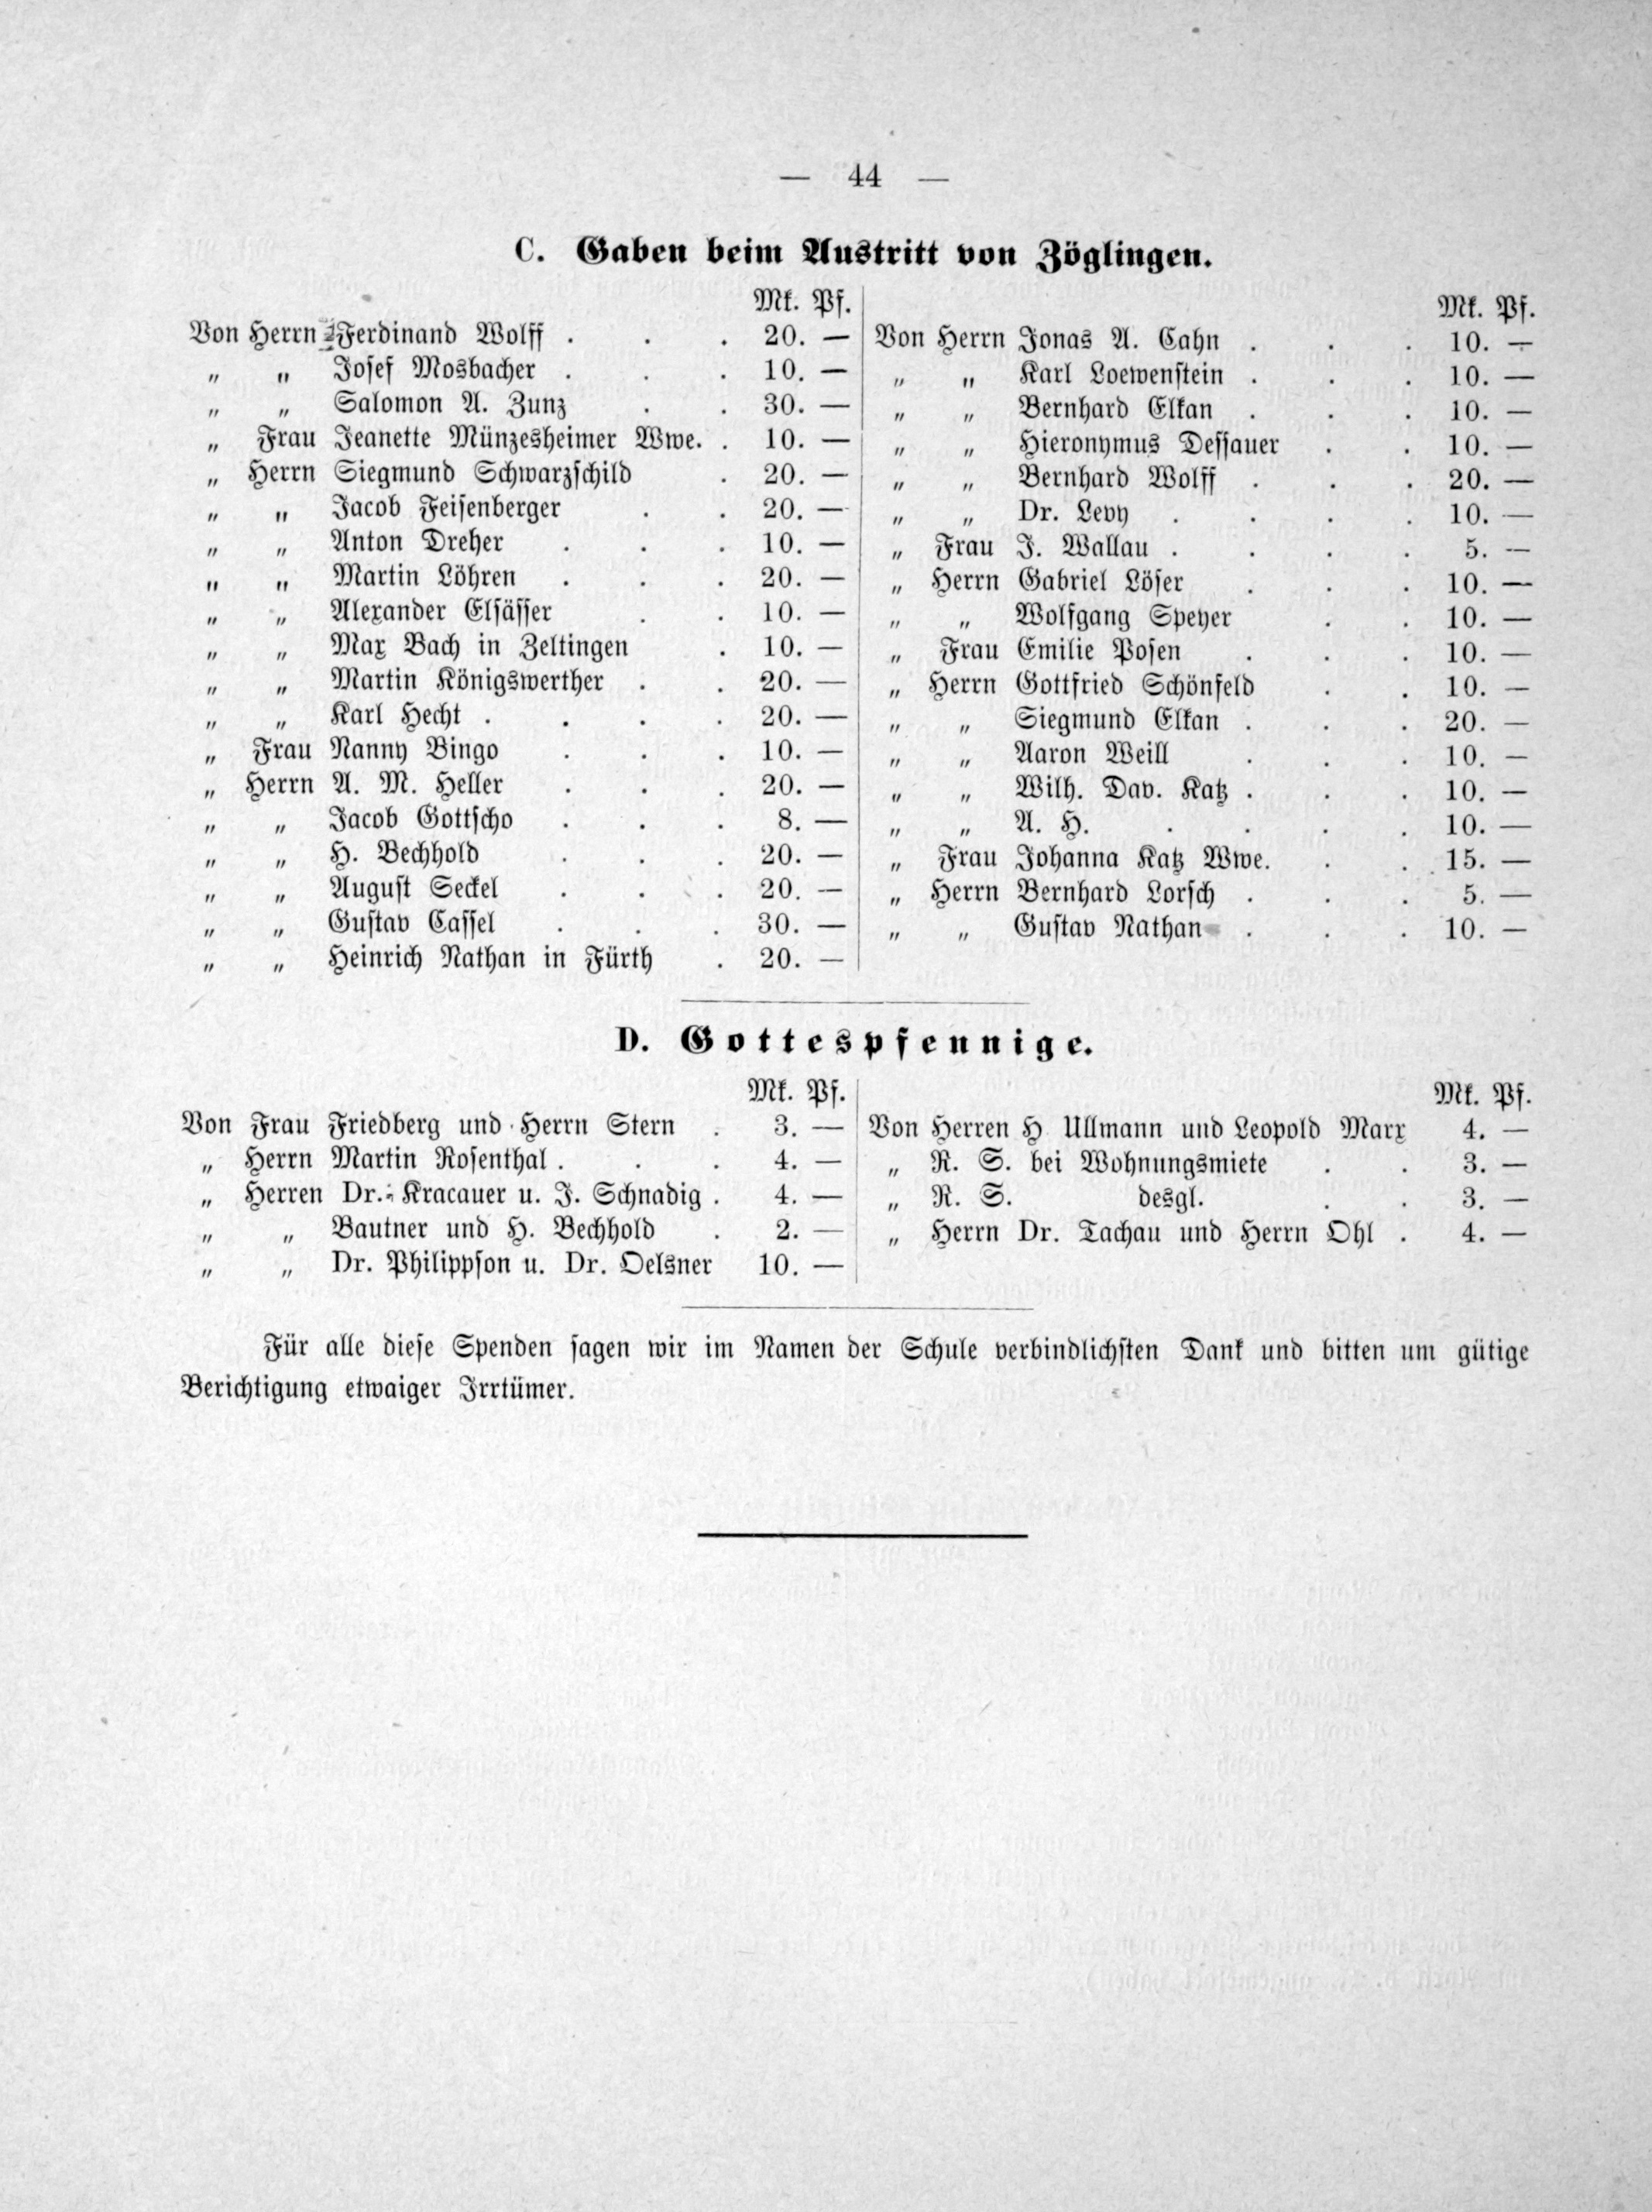 — 44 —
C. Gaben beim Austritt von Zöglingen.
Mk. Pf.
Von Herrn Ferdinand Wolff . . . 20. —
„ „ Josef Mosbacher . . . 10. —
„ „ Salomon A. Zunz . . 30. —
„ Frau Jeanette Münzesheimer Wwe. . 10. —
„ Herrn Siegmund Schwarzschild . 20. —
„ „ Jacob Feisenberger . . 20. —
„ „ Anton Dreher . . . 10. —
„ „ Martin Löhren . . . 20. —
„ „ Alexander Elsässer . . 10. —
„ „ Max Bach in Zeltingen . 10. —
„ „ Martin Königswerther . . 20. —
„ „ Karl Hecht . . . . 20. —
„ Frau Nanny Bingo . . . 10. —
„ Herrn A. M. Heller . . . 20. —
„ „ Jacob Gottscho . . . 8. —
„ „ H. Bechhold . . . 20. —
„ „ August Seckel . . . 20. —
„ „ Gustav Cassel . . . 30. —
„ „ Heinrich Nathan in Fürth . 20. —
Mk. Pf.
Von Herrn Jonas A. Cahn . . . 10. —
„ „ Karl Loewenstein . . . 10. —
„ „ Bernhard Elkan . . . 10. —
„ „ Hieronymus Dessauer . . 10. —
„ „ Bernhard Wolff . . . 20. —
„ „ Dr. Levy . . . . 10. —
„ Frau J. Wallau . . . . 5. —
„ Herrn Gabriel Löser . . . 10. —
„ „ Wolfgang Speyer . . 10. —
„ Frau Emilie Posen . . . 10. —
„ Herrn Gottfried Schönfeld . . 10. —
„ „ Siegmund Elkan . . . 20. —
„ „ Aaron Weill . . . 10. —
„ „ Wilh. Dav. Katz . . . 10. —
„ „ A. H. . . . . 10. —
„ Frau Johanna Katz Wwe. . . 15. —
„ Herrn Bernhard Lorsch . . . 5. —
„ „ Gustav Nathan . . . 10. —
D. Gottespfennige.
Mk. Pf.
Von Frau Friedberg und Herrn Stern . 3. —
„ Herrn Martin Rosenthal . . . 4. —
„ Herren Dr. Kracauer u. J. Schnadig . 4. —
„ „ Bautner und H. Bechhold . 2. —
„ „ Dr. Philippson u. Dr. Oelsner 10. —
Mk. Pf.
Von Herren H. Ullmann und Leopold Marx 4. —
„ R. S. bei Wohnungsmiete . . 3. —
„ R. S. desgl. . . 3. —
„ Herrn Dr. Tachau und Herrn Ohl . 4. —
Für alle diese Spenden sagen wir im Namen der Schule verbindlichsten Dank und bitten um gütige
Berichtigung etwaiger Irrtümer.